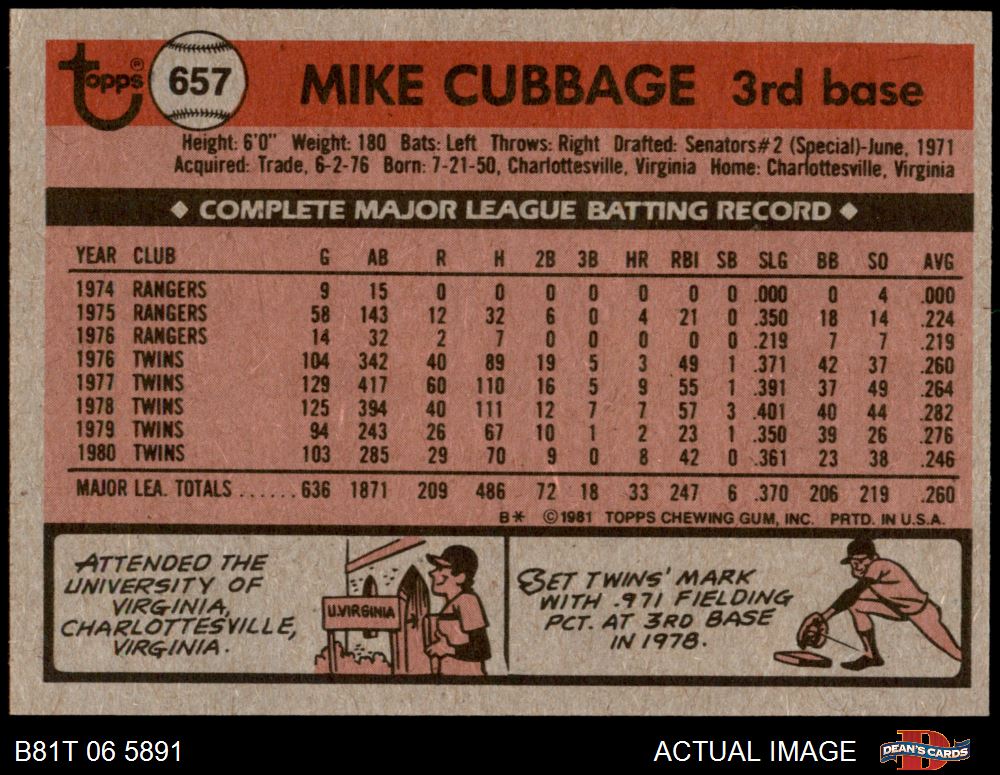 Topps® 657 MIKE CUBBAGE 3rd base
Height: 6'0" Weight: 180 Bats: Left Throws: Right Drafted: Senators#2 (Special)-June, 1971
Acquired: Trade, 6-2-76 Born: 7-21-50, Charlottesville, Virginia Home: Charlottesville, Virginia
◆ COMPLETE MAJOR LEAGUE BATTING RECORD ◆
YEAR CLUB G AB R H 2B 3B HR RBI SB SLG BB SO AVG
1974 RANGERS 9 15 0 0 0 0 0 0 0 .000 0 4 .000
1975 RANGERS 58 143 12 32 6 0 4 21 0 .350 18 14 .224
1976 RANGERS 14 32 2 7 0 0 0 0 0 .219 7 7 .219
1976 TWINS 104 342 40 89 19 5 3 49 1 .371 42 37 .260
1977 TWINS 129 417 60 110 16 5 9 55 1 .391 37 49 .264
1978 TWINS 125 394 40 111 12 7 7 57 3 .401 40 44 .282
1979 TWINS 94 243 26 67 10 1 2 23 1 .350 39 26 .276
1980 TWINS 103 285 29 70 9 0 8 42 0 .361 23 38 .246
MAJOR LEA. TOTALS ...... 636 1871 209 486 72 18 33 247 6 .370 206 219 .260
B* ©1981 TOPPS CHEWING GUM, INC. PRTD. IN U.S.A.
ATTENDED THE
UNIVERSITY OF
VIRGINIA,
CHARLOTTESVILLE,
VIRGINIA.
U.VIRGINIA
SET TWINS' MARK
WITH .971 FIELDING
PCT. AT 3RD BASE
IN 1978.
B81T 06 5891 ACTUAL IMAGE DEAN'S CARDS